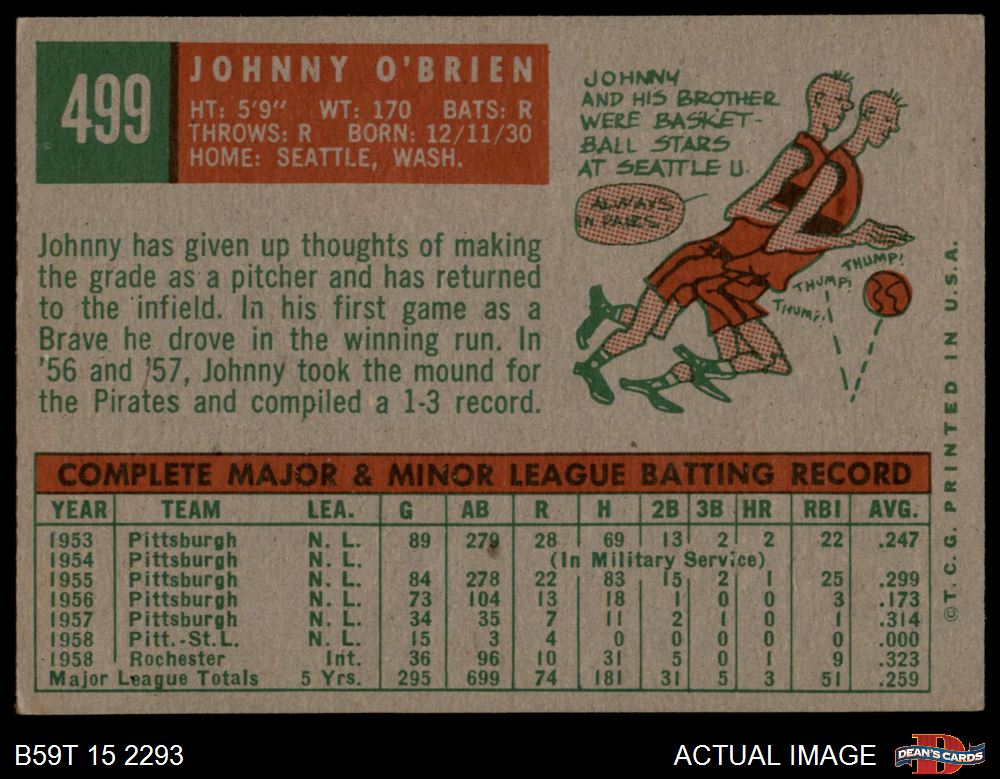 499
JOHNNY O'BRIEN
HT: 5'9" WT: 170 BATS: R
THROWS: R BORN: 12/11/30
HOME: SEATTLE, WASH.
JOHNNY
AND HIS BROTHER
WERE BASKET-
BALL STARS
AT SEATTLE U.
ALWAYS
IN PAIRS!
THUMP!
THUMP!
THUMP!
Johnny has given up thoughts of making
the grade as a pitcher and has returned
to the infield. In his first game as a
Brave he drove in the winning run. In
'56 and '57, Johnny took the mound for
the Pirates and compiled a 1-3 record.
COMPLETE MAJOR & MINOR LEAGUE BATTING RECORD
YEAR TEAM LEA. G AB R H 2B 3B HR RBI AVG.
1953 Pittsburgh N. L. 89 279 28 69 13 2 2 22 .247
1954 Pittsburgh N. L. (In Military Service)
1955 Pittsburgh N. L. 84 278 22 83 15 2 1 25 .299
1956 Pittsburgh N. L. 73 104 13 18 1 0 0 3 .173
1957 Pittsburgh N. L. 34 35 7 11 2 1 0 1 .314
1958 Pitt.-St.L. N. L. 15 3 4 0 0 0 0 0 .000
1958 Rochester Int. 36 96 10 31 5 0 1 9 .323
Major League Totals 5 Yrs. 295 699 74 181 31 5 3 51 .259
©T.C.G. PRINTED IN U.S.A.
B59T 15 2293
ACTUAL IMAGE
DEAN'S CARDS